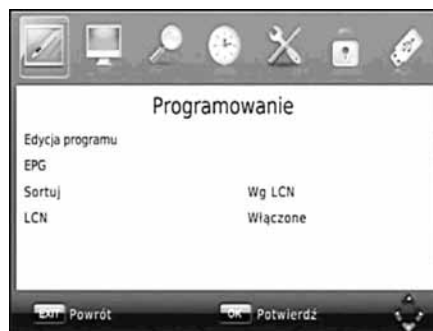 Programowanie
Edycja programu
EPG
Sortuj Wg LCN
LCN Włączone
EXIT Powrót OK Potwierdź